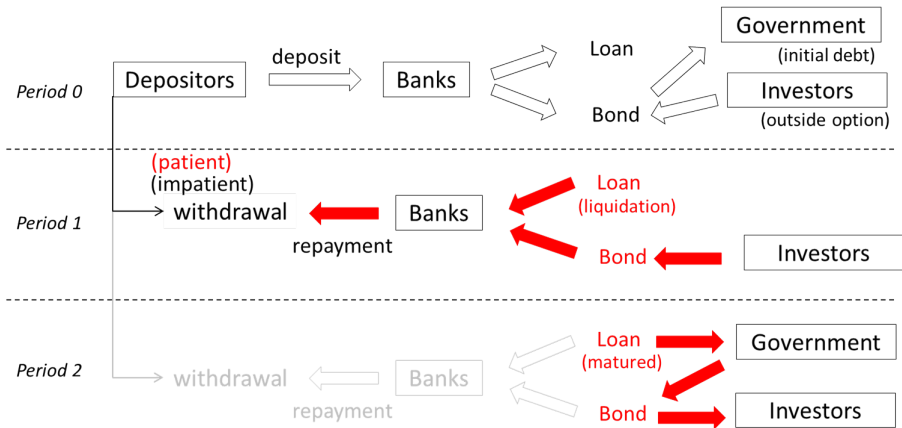 Period 0
Depositors
deposit
Banks
Loan
Bond
Government
(initial debt)
Investors
(outside option)
Period 1
(patient)
(impatient)
withdrawal
repayment
Banks
Loan
(liquidation)
Bond
Investors
Period 2
withdrawal
repayment
Banks
Loan
(matured)
Bond
Government
Investors